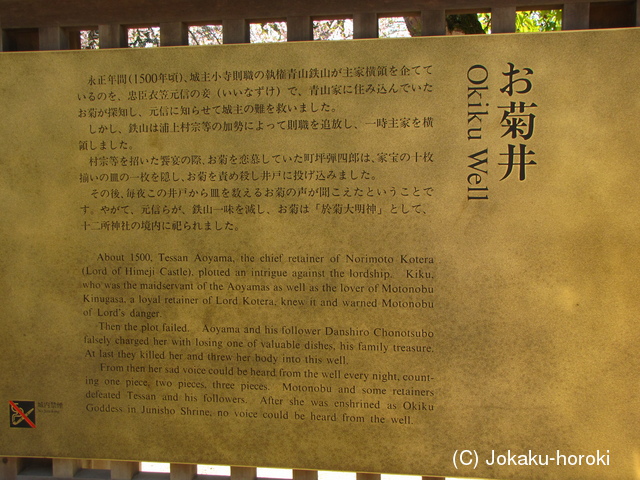 お菊井
Okiku Well
永正年間(1500年頃)、城主小寺則職の執権青山鉄山が主家横領を企てて
いるのを、忠臣衣笠元信の妾(いいなずけ)で、青山家に住み込んでいた
お菊が探知し、元信に知らせて城主の難を救いました。
しかし、鉄山は浦上村宗等の加勢によって則職を追放し、一時主家を横
領しました。
村宗等を招いた饗宴の際、お菊を恋慕していた町坪弾四郎は、家宝の十枚
揃いの皿の一枚を隠し、お菊を責め殺し井戸に投げ込みました。
その後、毎夜この井戸から皿を数えるお菊の声が聞こえたということで
す。やがて、元信らが、鉄山一味を滅し、お菊は「於菊大明神」として、
十二所神社の境内に祀られました。
About 1500, Tessan Aoyama, the chief retainer of Norimoto Kotera
(Lord of Himeji Castle), plotted an intrigue against the lordship. Kiku,
who was the maidservant of the Aoyamas as well as the lover of Motonobu
Kinugasa, a loyal retainer of Lord Kotera, knew it and warned Motonobu
of Lord's danger.
Then the plot failed. Aoyama and his follower Danshiro Chonotsubo
falsely charged her with losing one of valuable dishes, his family treasure.
At last they killed her and threw her body into this well.
From then her sad voice could be heard from the well every night, count-
ing one piece, two pieces, three pieces. Motonobu and some retainers
defeated Tessan and his followers. After she was enshrined as Okiku
Goddess in Junisho Shrine, no voice could be heard from the well.
城内禁煙
(C) Jokaku-horoki